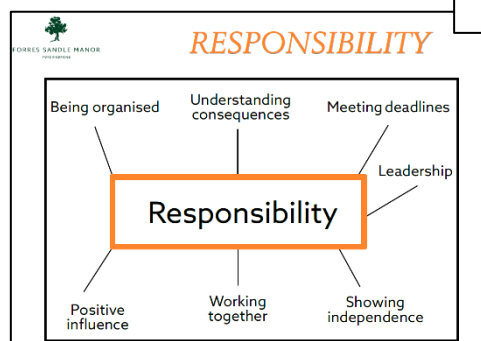 FORRES SANDLE MANOR
RESPONSIBILITY
Being organised
Understanding
consequences
Meeting deadlines
Leadership
Responsibility
Positive
influence
Working
together
Showing
independence